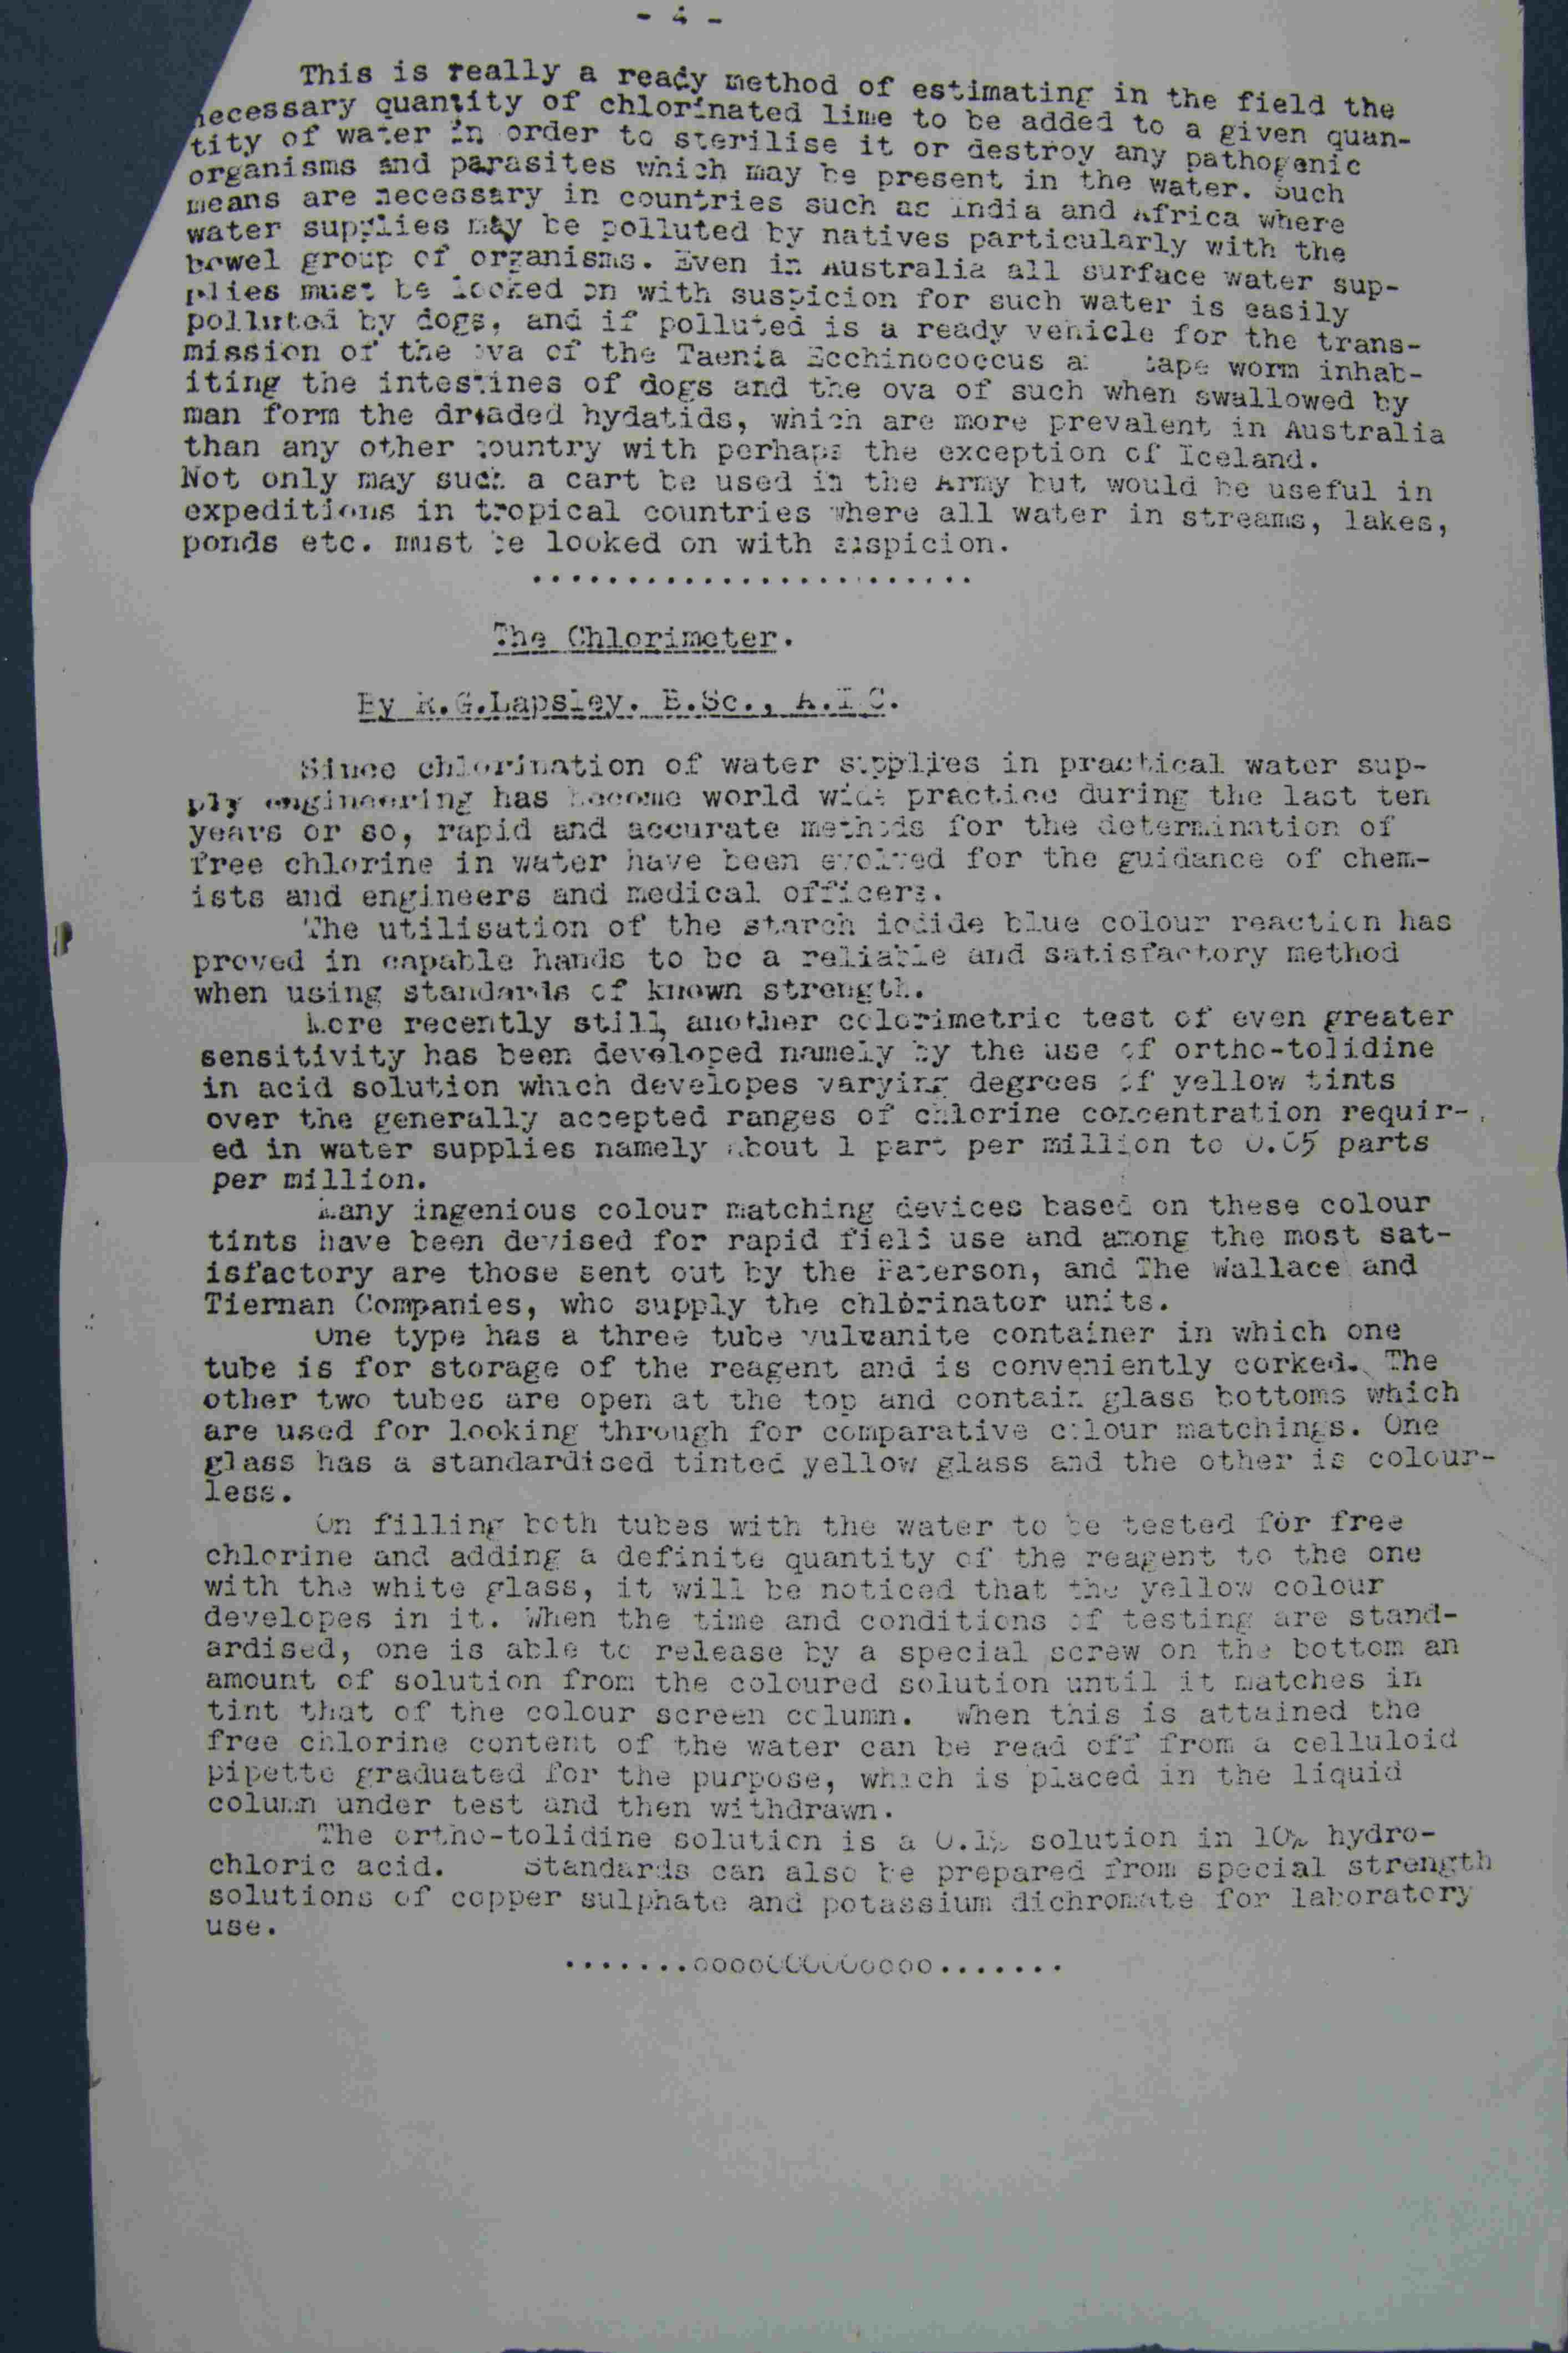 - 4 -
This is really a ready method of estimating in the field the
necessary quantity of chlorinated lime to be added to a given quan-
tity of water in order to sterilise it or destroy any pathogenic
organisms and parasites which may be present in the water. Such
means are necessary in countries such as India and Africa where
water supplies may be polluted by natives particularly with the
bowel group of organisms. Even in Australia all surface water sup-
plies must be looked on with suspicion for such water is easily
polluted by dogs, and if polluted is a ready vehicle for the trans-
mission of the ova of the Taenia Ecchinococcus a tape worm inhab-
iting the intestines of dogs and the ova of such when swallowed by
man form the dreaded hydatids, which are more prevalent in Australia
than any other country with perhaps the exception of Iceland.
Not only may such a cart be used in the Army but would be useful in
expeditions in tropical countries where all water in streams, lakes,
ponds etc. must be looked on with suspicion.
........................
The Chlorimeter.
By R.G.Lapsley. B.Sc., A.I.C.
Since chlorination of water supplies in practical water sup-
ply engineering has become world wide practice during the last ten
years or so, rapid and accurate methods for the determination of
free chlorine in water have been evolved for the guidance of chem-
ists and engineers and medical officers.
The utilisation of the starch iodide blue colour reaction has
proved in capable hands to be a reliable and satisfactory method
when using standards of known strength.
More recently still, another colorimetric test of even greater
sensitivity has been developed namely by the use of ortho-tolidine
in acid solution which developes varying degrees of yellow tints
over the generally accepted ranges of chlorine concentration requir-
ed in water supplies namely about 1 part per million to 0.05 parts
per million.
Many ingenious colour matching devices based on these colour
tints have been devised for rapid field use and among the most sat-
isfactory are those sent out by the Paterson, and The Wallace and
Tiernan Companies, who supply the chlorinator units.
One type has a three tube vulcanite container in which one
tube is for storage of the reagent and is conveniently corked. The
other two tubes are open at the top and contain glass bottoms which
are used for looking through for comparative colour matchings. One
glass has a standardised tinted yellow glass and the other is colour-
less.
On filling both tubes with the water to be tested for free
chlorine and adding a definite quantity of the reagent to the one
with the white glass, it will be noticed that the yellow colour
developes in it. When the time and conditions of testing are stand-
ardised, one is able to release by a special screw on the bottom an
amount of solution from the coloured solution until it matches in
tint that of the colour screen column. When this is attained the
free chlorine content of the water can be read off from a celluloid
pipette graduated for the purpose, which is placed in the liquid
column under test and then withdrawn.
The ortho-tolidine solution is a 0.1% solution in 10% hydro-
chloric acid. Standards can also be prepared from special strength
solutions of copper sulphate and potassium dichromate for laboratory
use.
.......ooooooooooooo.......